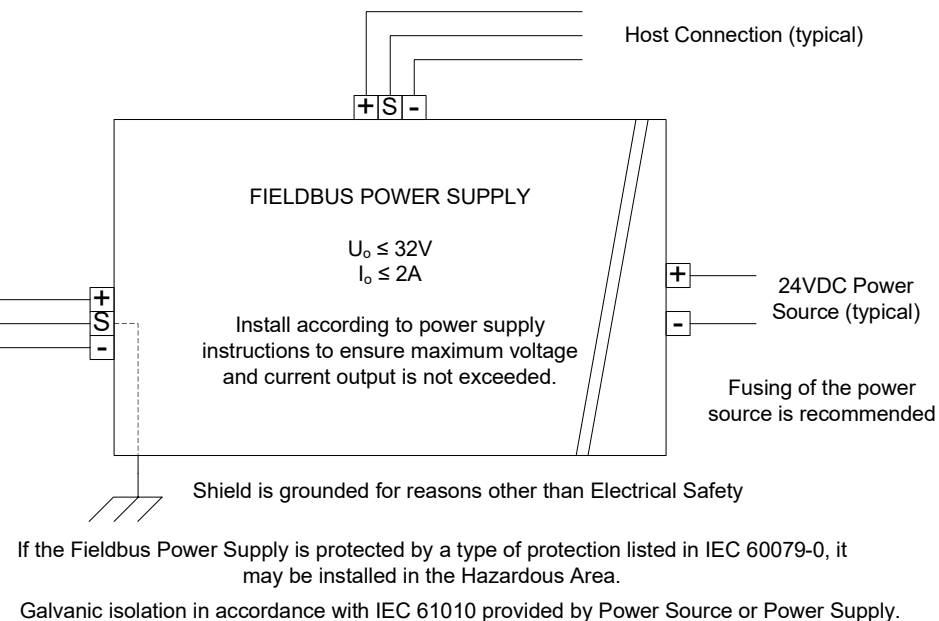 Host Connection (typical)
+ S -
FIELDBUS POWER SUPPLY
Uₒ ≤ 32V
Iₒ ≤ 2A
+
S
-
Install according to power supply
instructions to ensure maximum voltage
and current output is not exceeded.
+
-
24VDC Power
Source (typical)
Fusing of the power
source is recommended
Shield is grounded for reasons other than Electrical Safety
If the Fieldbus Power Supply is protected by a type of protection listed in IEC 60079-0, it
may be installed in the Hazardous Area.
Galvanic isolation in accordance with IEC 61010 provided by Power Source or Power Supply.